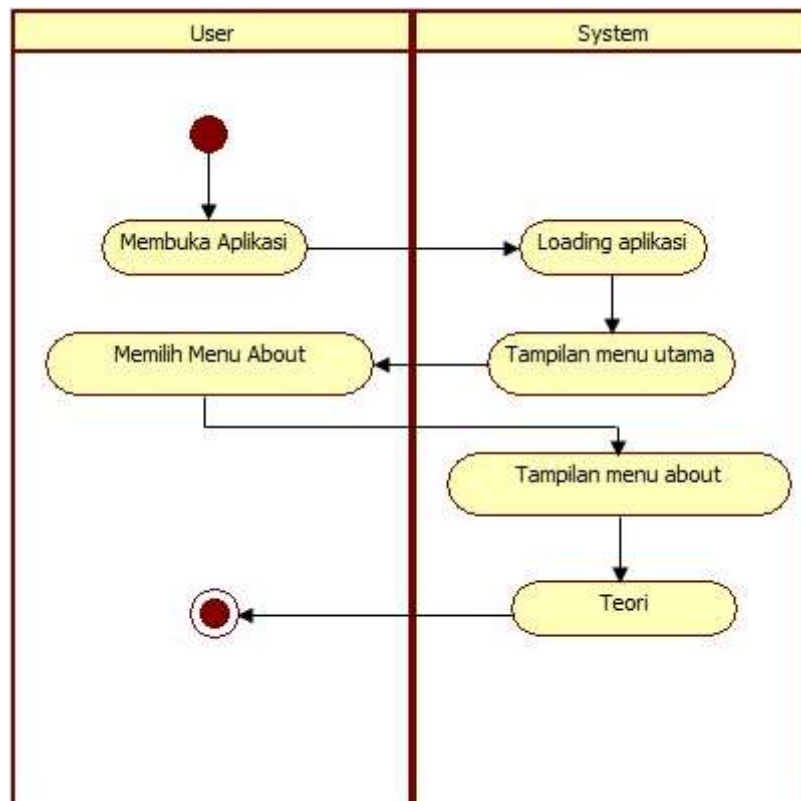 User
System
Membuka Aplikasi
Loading aplikasi
Memilih Menu About
Tampilan menu utama
Tampilan menu about
Teori